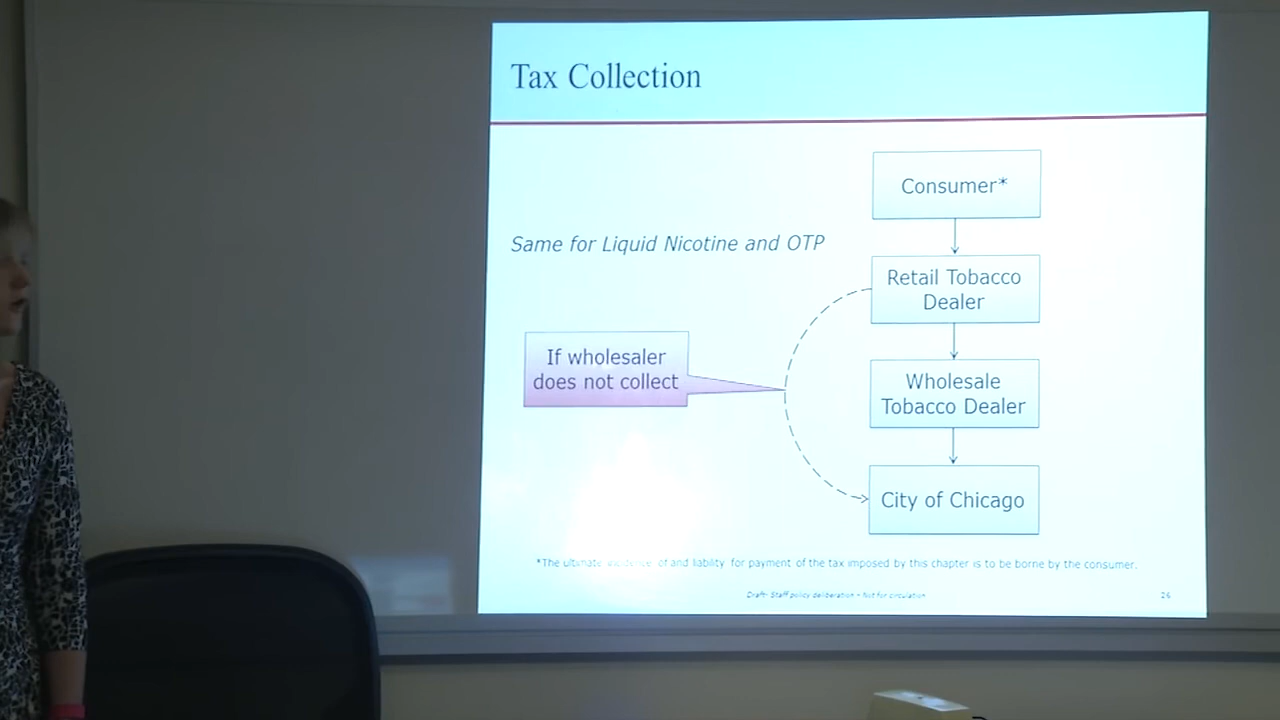 Tax Collection
Consumer*
Same for Liquid Nicotine and OTP
Retail Tobacco
Dealer
If wholesaler
does not collect
Wholesale
Tobacco Dealer
City of Chicago
*The ultimate incidence of and liability for payment of the tax imposed by this chapter is to be borne by the consumer.
Draft- Staff policy deliberation – Not for circulation
26